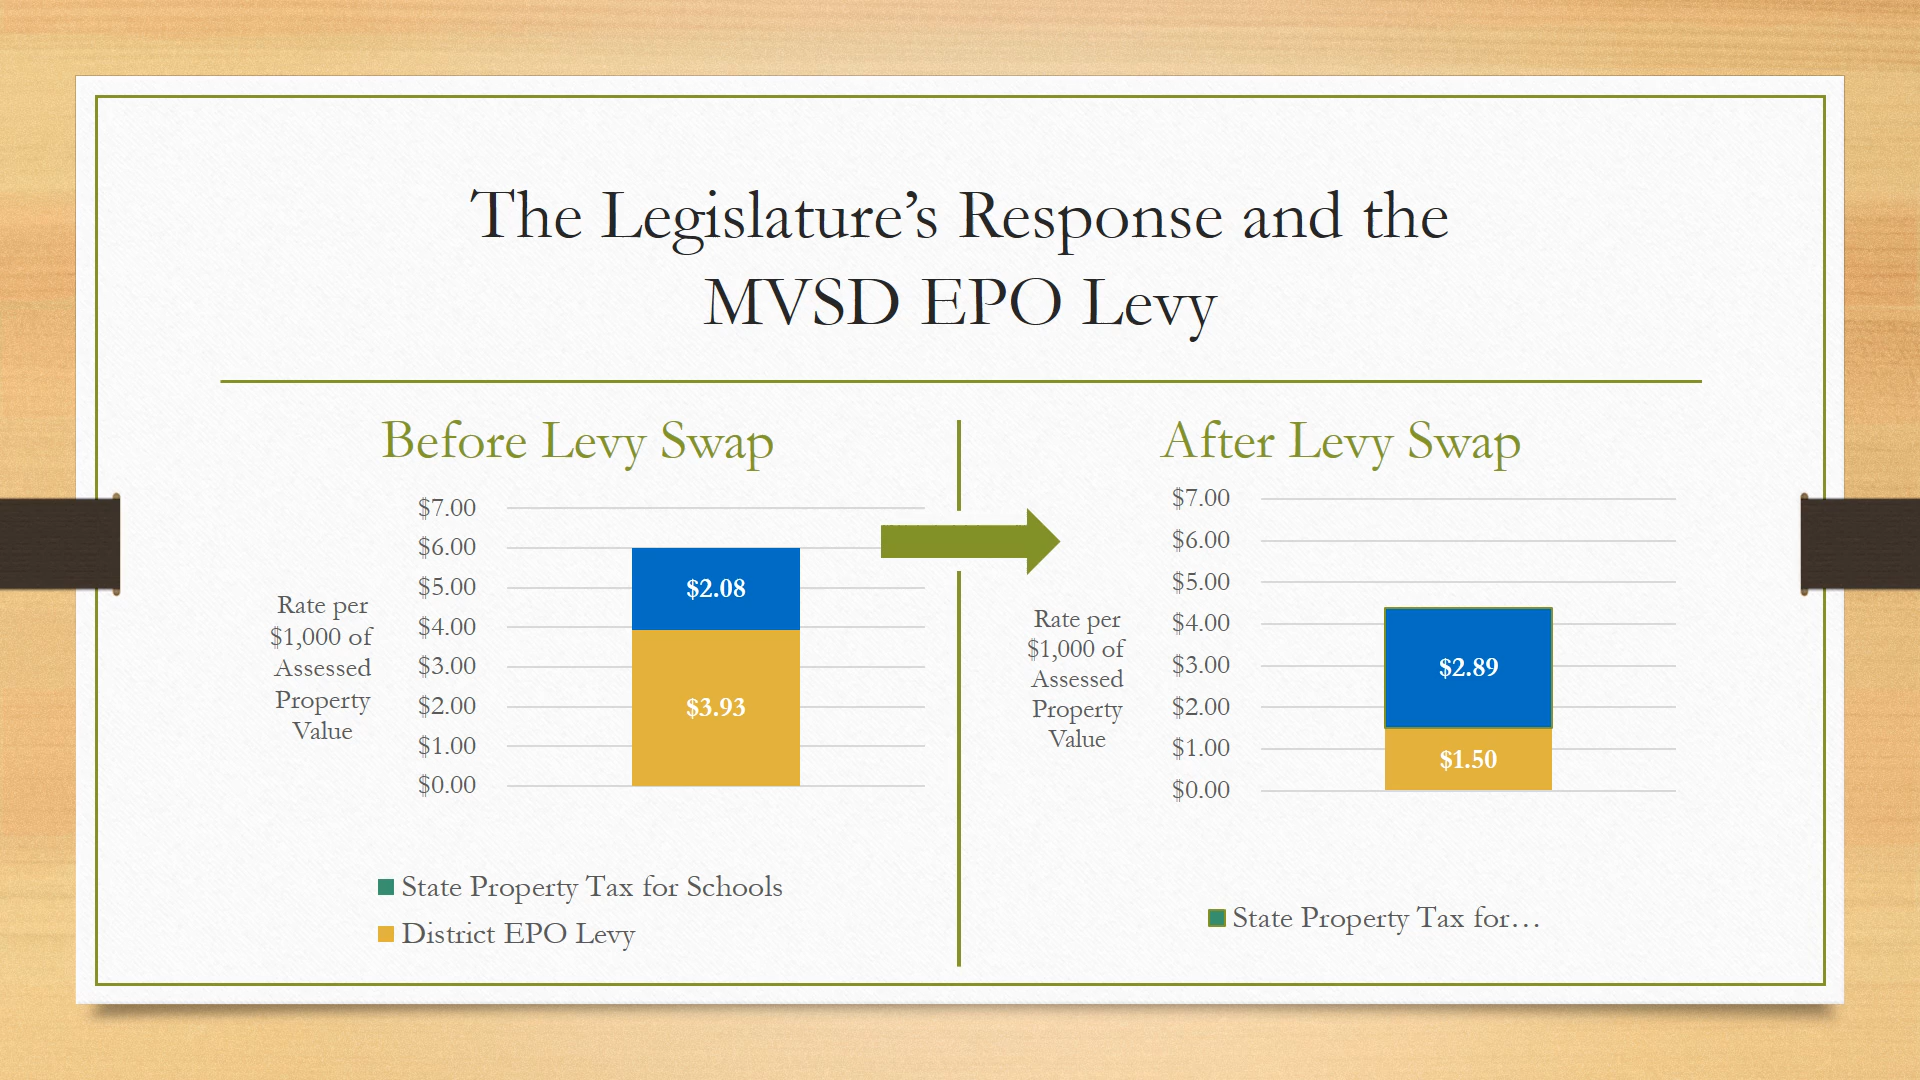 The Legislature’s Response and the
MVSD EPO Levy
Before Levy Swap
$7.00
$6.00
$5.00
$4.00
$3.00
$2.00
$1.00
$0.00
Rate per
$1,000 of
Assessed
Property
Value
$2.08
$3.93
State Property Tax for Schools
District EPO Levy
After Levy Swap
$7.00
$6.00
$5.00
$4.00
$3.00
$2.00
$1.00
$0.00
Rate per
$1,000 of
Assessed
Property
Value
$2.89
$1.50
State Property Tax for…